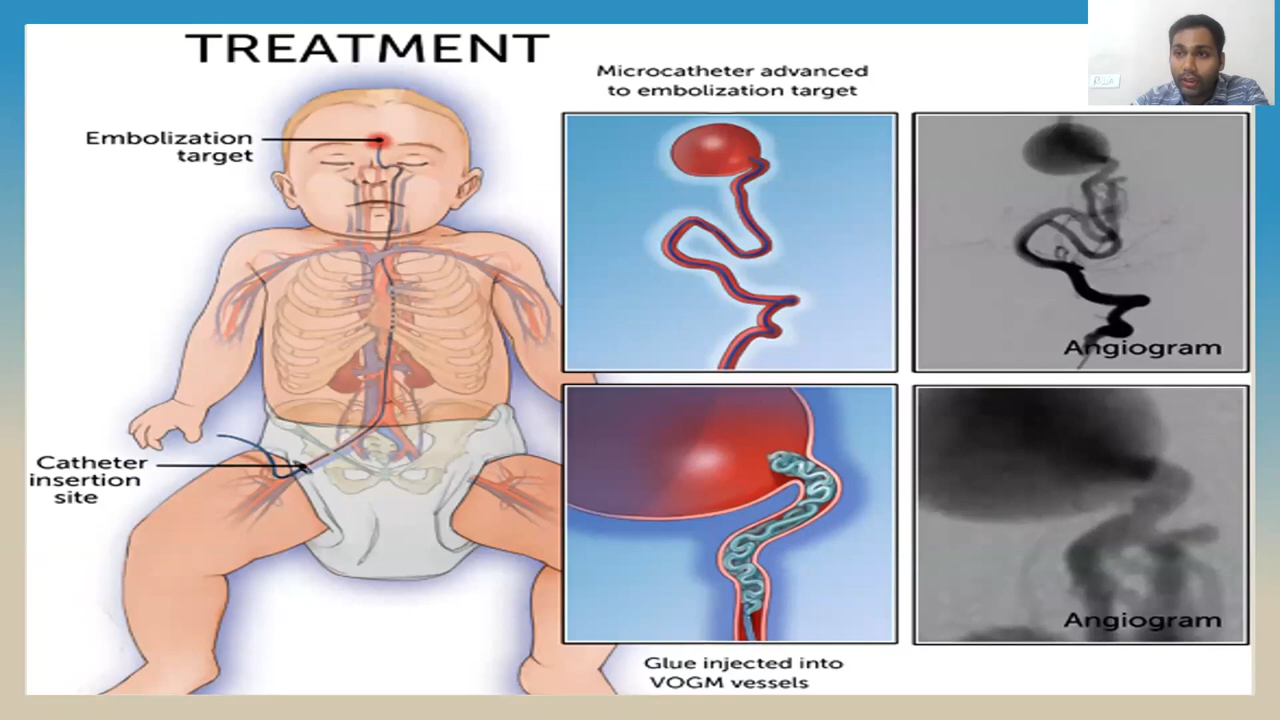 TREATMENT
Microcatheter advanced
to embolization target
Embolization
target
Angiogram
Catheter
insertion
site
Angiogram
Glue injected into
VOGM vessels